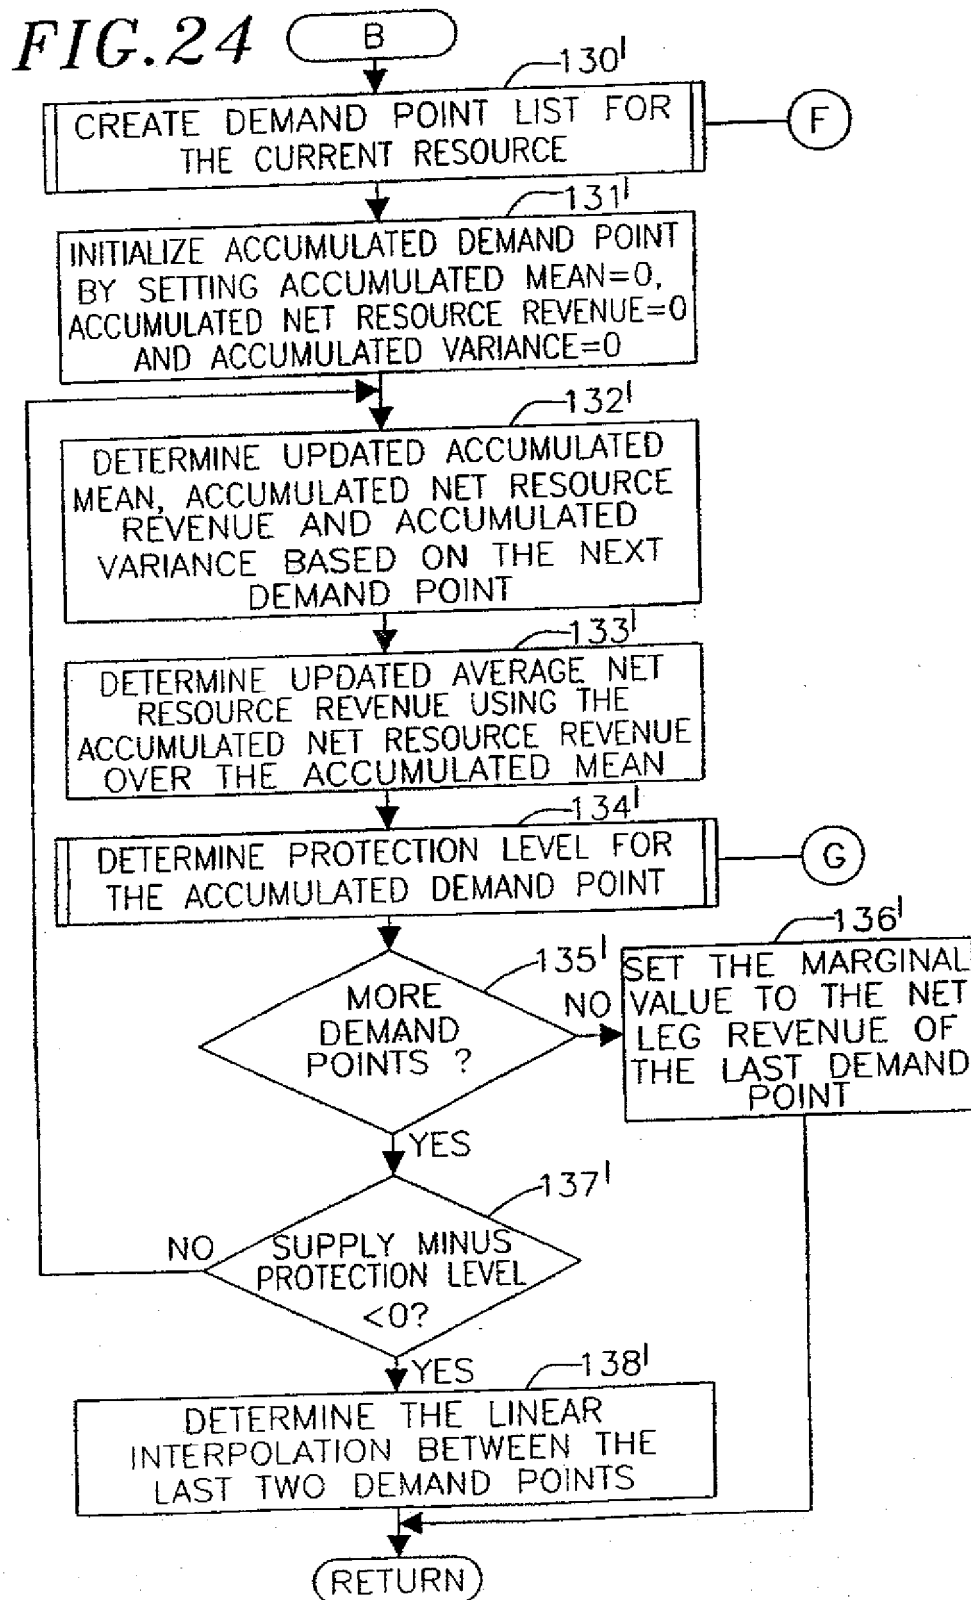 FIG.24
B
130'
CREATE DEMAND POINT LIST FOR
THE CURRENT RESOURCE
F
131'
INITIALIZE ACCUMULATED DEMAND POINT
BY SETTING ACCUMULATED MEAN=0,
ACCUMULATED NET RESOURCE REVENUE=0
AND ACCUMULATED VARIANCE=0
132'
DETERMINE UPDATED ACCUMULATED
MEAN, ACCUMULATED NET RESOURCE
REVENUE AND ACCUMULATED
VARIANCE BASED ON THE NEXT
DEMAND POINT
133'
DETERMINE UPDATED AVERAGE NET
RESOURCE REVENUE USING THE
ACCUMULATED NET RESOURCE REVENUE
OVER THE ACCUMULATED MEAN
134'
DETERMINE PROTECTION LEVEL FOR
THE ACCUMULATED DEMAND POINT
G
135'
MORE
DEMAND
POINTS ?
NO
136'
SET THE MARGINAL
VALUE TO THE NET
LEG REVENUE OF
THE LAST DEMAND
POINT
YES
137'
SUPPLY MINUS
PROTECTION LEVEL
<0?
NO
YES
138'
DETERMINE THE LINEAR
INTERPOLATION BETWEEN THE
LAST TWO DEMAND POINTS
RETURN